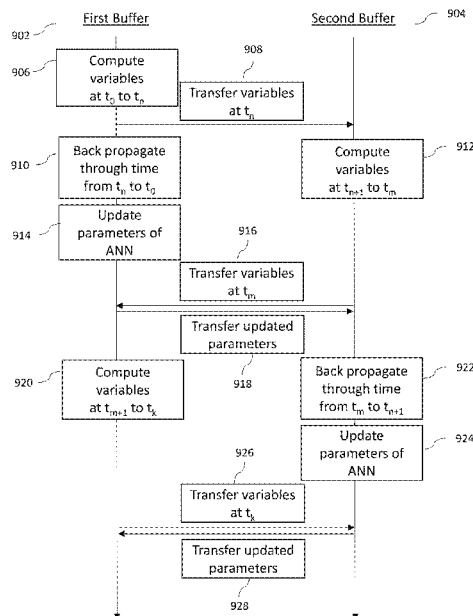 First Buffer
Second Buffer
902
904
906
Compute
variables
at t0 to tn
908
Transfer variables
at tn
910
Back propagate
through time
from tn to t0
912
Compute
variables
at tn+1 to tm
914
Update
parameters of
ANN
916
Transfer variables
at tm
Transfer updated
parameters
918
920
Compute
variables
at tm+1 to tk
922
Back propagate
through time
from tm to tn+1
924
Update
parameters of
ANN
926
Transfer variables
at tk
Transfer updated
parameters
928